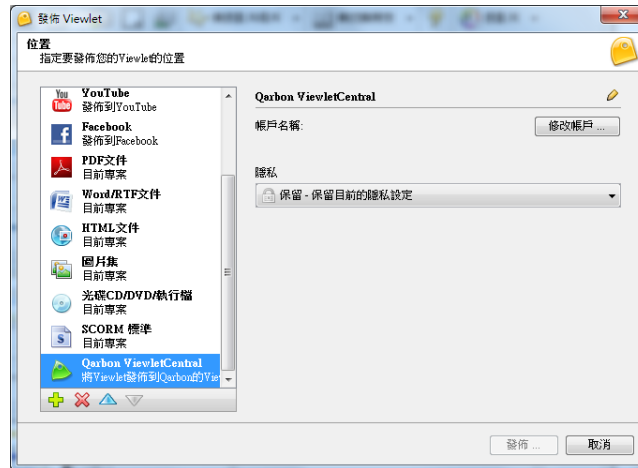 發佈 Viewlet
位置
指定要發佈您的Viewlet的位置
You Tube
YouTube
發佈到YouTube
Facebook
發佈到Facebook
PDF文件
目前專案
Word/RTF文件
目前專案
HTML文件
目前專案
圖片集
目前專案
光碟CD/DVD/執行檔
目前專案
S
SCORM 標準
目前專案
Qarbon ViewletCentral
將Viewlet發佈到Qarbon的Vie
Qarbon ViewletCentral
帳戶名稱:
修改帳戶 ...
隱私
保留 - 保留目前的隱私設定
發佈 ...
取消